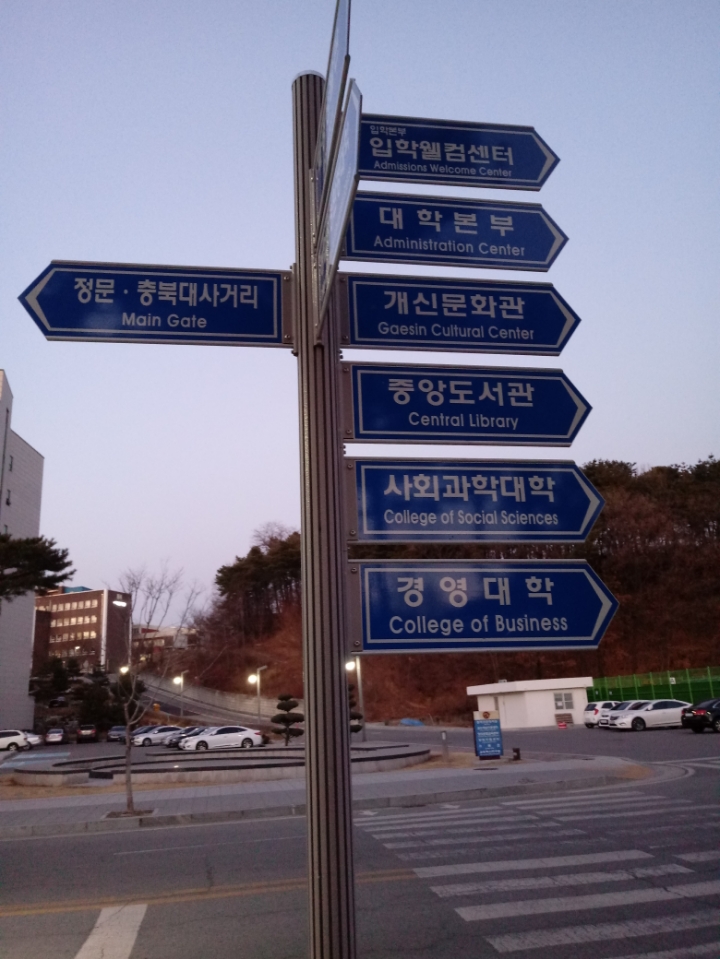 입학본부
입학웰컴센터
Admissions Welcome Center
대학본부
Administration Center
정문 · 충북대사거리
Main Gate
개신문화관
Gaesin Cultural Center
중앙도서관
Central Library
사회과학대학
College of Social Sciences
경영대학
College of Business